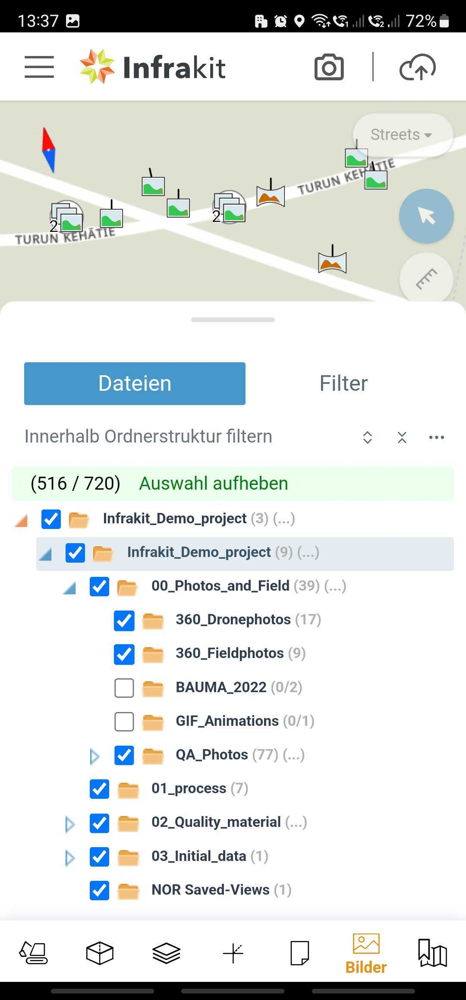 13:37
1
2
72%
Infrakit
Streets
TURUN KEHÄTIE
2
2
TURUN KEHÄTIE
Dateien
Filter
Innerhalb Ordnerstruktur filtern
(516 / 720) Auswahl aufheben
Infrakit_Demo_project (3) (...)
Infrakit_Demo_project (9) (...)
00_Photos_and_Field (39) (...)
360_Dronephotos (17)
360_Fieldphotos (9)
BAUMA_2022 (0/2)
GIF_Animations (0/1)
QA_Photos (77) (...)
01_process (7)
02_Quality_material (...)
03_Initial_data (1)
NOR Saved-Views (1)
Bilder